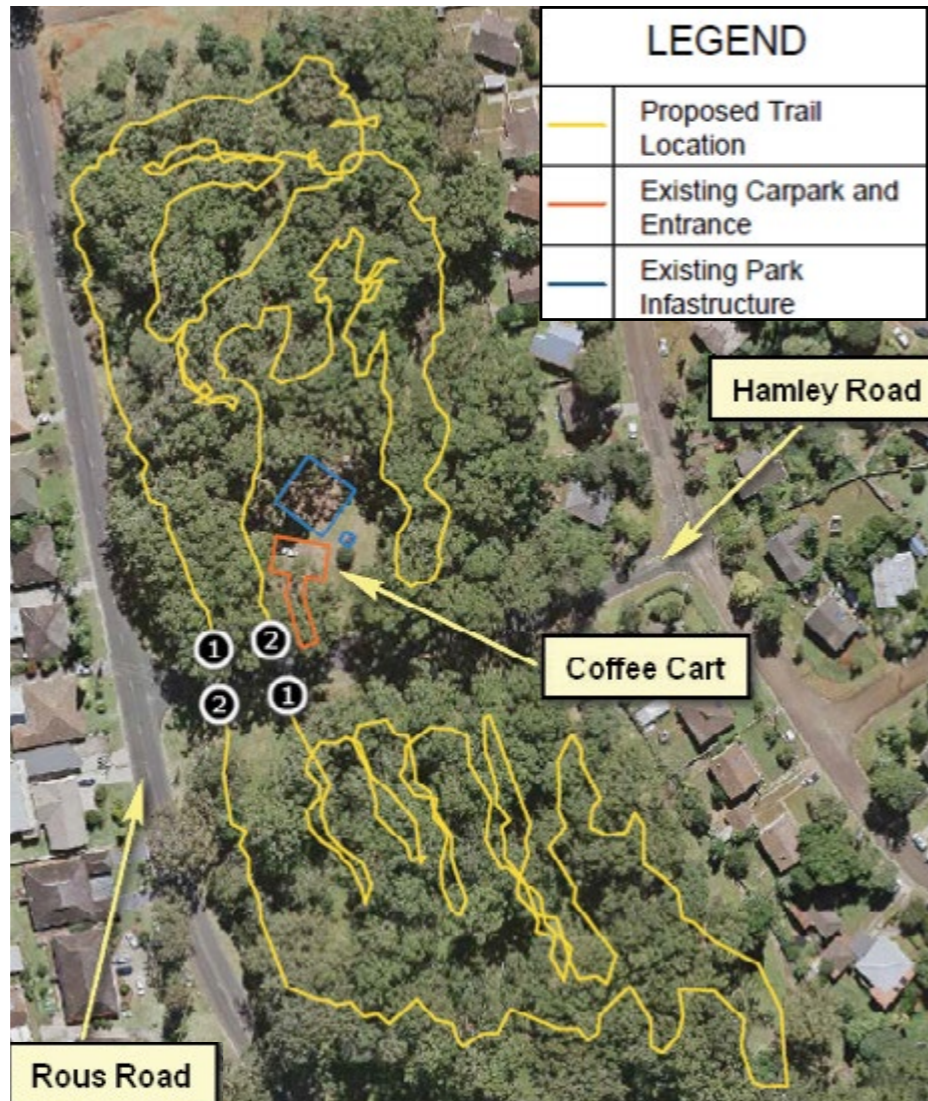 LEGEND
Proposed Trail
Location
Existing Carpark and
Entrance
Existing Park
Infastructure
Hamley Road
Coffee Cart
1
2
2
1
Rous Road